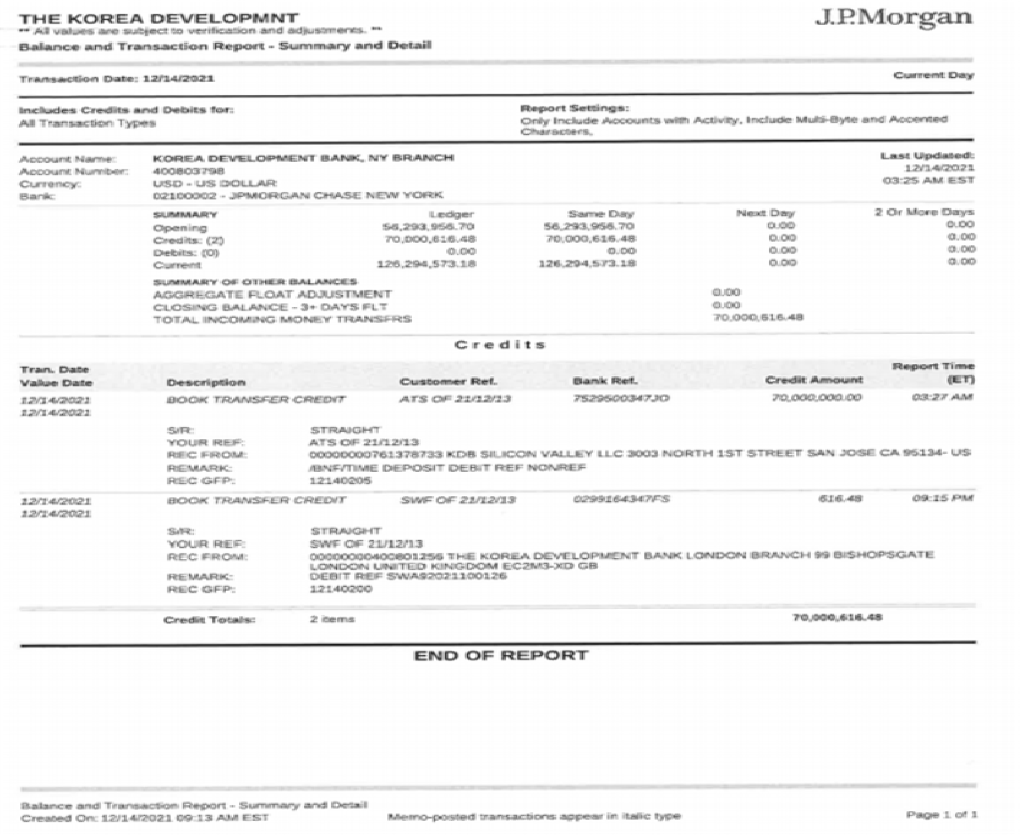 THE KOREA DEVELOPMNT
J.P.Morgan
** All values are subject to verification and adjustments. **
Balance and Transaction Report - Summary and Detail
Transaction Date: 12/14/2021 Current Day
Includes Credits and Debits for: Report Settings:
All Transaction Types Only Include Accounts with Activity, Include Multi-Byte and Accented
Characters,
Account Name: KOREA DEVELOPMENT BANK, NY BRANCH Last Updated:
Account Number: 400803798 12/14/2021
Currency: USD - US DOLLAR 03:25 AM EST
Bank: 02100002 - JPMORGAN CHASE NEW YORK
SUMMARY Ledger Same Day Next Day 2 Or More Days
Opening 56,293,956.70 56,293,956.70 0.00 0.00
Credits: (2) 70,000,616.48 70,000,616.48 0.00 0.00
Debits: (0) 0.00 0.00 0.00 0.00
Current 126,294,573.18 126,294,573.18 0.00 0.00
SUMMARY OF OTHER BALANCES
AGGREGATE FLOAT ADJUSTMENT 0.00
CLOSING BALANCE - 3+ DAYS FLT 0.00
TOTAL INCOMING MONEY TRANSFRS 70,000,616.48
Credits
Tran. Date Report Time
Value Date Description Customer Ref. Bank Ref. Credit Amount (ET)
12/14/2021 BOOK TRANSFER CREDIT ATS OF 21/12/13 7529500347JO 70,000,000.00 03:27 AM
12/14/2021
S/R: STRAIGHT
YOUR REF: ATS OF 21/12/13
REC FROM: 00000000761378733 KDB SILICON VALLEY LLC 3003 NORTH 1ST STREET SAN JOSE CA 95134- US
REMARK: /BNF/TIME DEPOSIT DEBIT REF NONREF
REC GFP: 12140205
12/14/2021 BOOK TRANSFER CREDIT SWF OF 21/12/13 0299164347FS 616.48 09:15 PM
12/14/2021
S/R: STRAIGHT
YOUR REF: SWF OF 21/12/13
REC FROM: 00000000400801256 THE KOREA DEVELOPMENT BANK LONDON BRANCH 99 BISHOPSGATE
LONDON UNITED KINGDOM EC2M3-XD GB
REMARK: DEBIT REF SWA92021100126
REC GFP: 12140200
Credit Totals: 2 items 70,000,616.48
END OF REPORT
Balance and Transaction Report - Summary and Detail
Created On: 12/14/2021 09:13 AM EST Memo-posted transactions appear in italic type Page 1 of 1